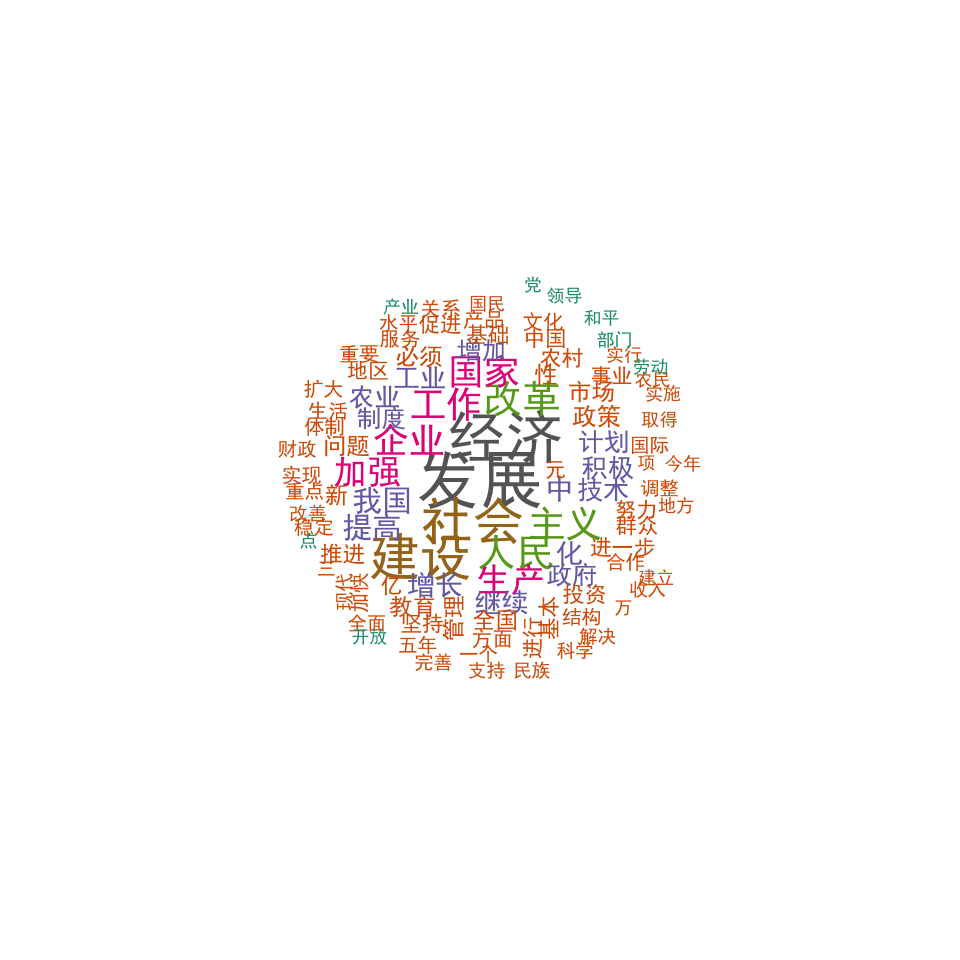 党
领导
产业
关系
国民
和平
水平
促进
产品
文化
服务
基础
中国
部门
重要
必须
增加
农村
实行
地区
工业
国家
性
事业
劳动
农民
扩大
农业
工作
改革
市场
实施
生活
制度
政策
取得
体制
企业
经济
计划
国际
财政
问题
加强
发展
元
积极
项
今年
实现
重点
新
我国
中
技术
调整
地方
改善
稳定
提高
社会
主义
努力
群众
点
推进
建设
人民
化
进一步
合作
三
现代
加快
亿
增长
生产
政府
建立
收入
教育
管理
继续
基本
投资
万
全面
坚持
全国
结构
开放
五年
方面
进行
解决
完善
一个
科学
支持
民族